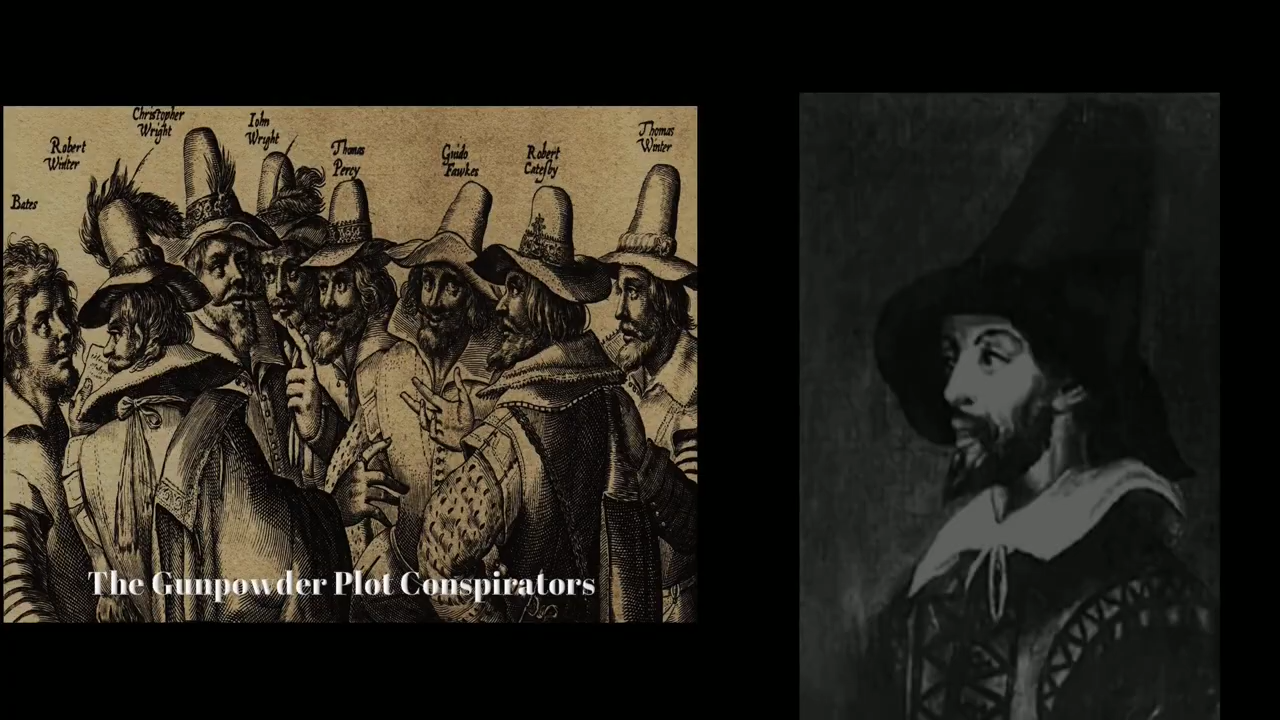 Bates
Robert
Winter
Christopher
Wright
Iohn
Wright
Thomas
Percy
Guido
Fawkes
Robert
Catesby
Thomas
Winter
The Gunpowder Plot Conspirators